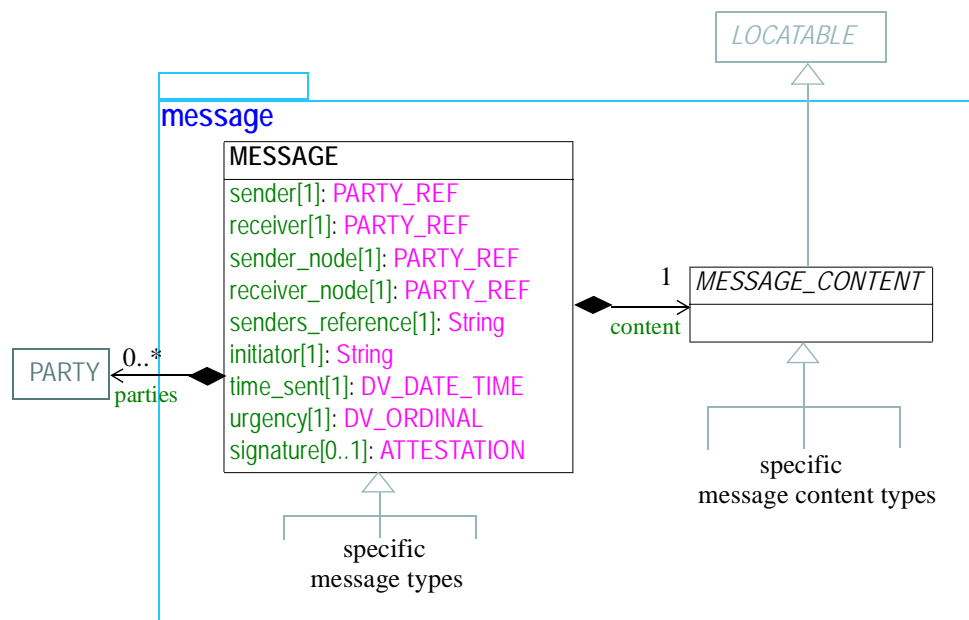 LOCATABLE
message
MESSAGE
sender[1]: PARTY_REF
receiver[1]: PARTY_REF
sender_node[1]: PARTY_REF
receiver_node[1]: PARTY_REF
senders_reference[1]: String
initiator[1]: String
time_sent[1]: DV_DATE_TIME
urgency[1]: DV_ORDINAL
signature[0..1]: ATTESTATION
1
content
MESSAGE_CONTENT
PARTY
0..*
parties
specific
message types
specific
message content types